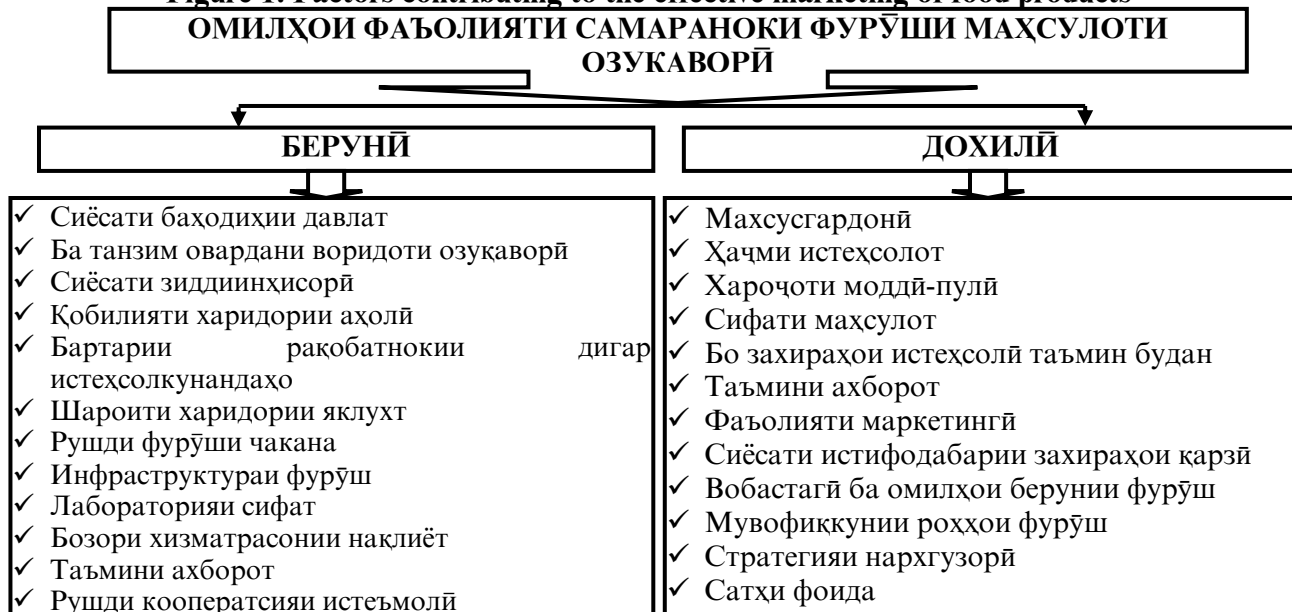 Figure 1. Factors contributing to the effective marketing of food products
ОМИЛҲОИ ФАЪОЛИЯТИ САМАРАНОКИ ФУРӮШИ МАҲСУЛОТИ
ОЗУКАВОРӢ
БЕРУНӢ
ДОХИЛӢ
Сиёсати баҳодиҳии давлат
Ба танзим овардани воридоти озуқаворӣ
Сиёсати зиддиинҳисорӣ
Қобилияти харидории аҳолӣ
Бартарии рақобатнокии дигар
истеҳсолкунандаҳо
Шароити харидории яклухт
Рушди фурӯши чакана
Инфраструктураи фурӯш
Лабораторияи сифат
Бозори хизматрасонии нақлиёт
Таъмини ахборот
Рушди кооператсияи истеъмолӣ
Махсусгардонӣ
Ҳаҷми истеҳсолот
Хароҷоти моддӣ-пулӣ
Сифати маҳсулот
Бо захираҳои истеҳсолӣ таъмин будан
Таъмини ахборот
Фаъолияти маркетингӣ
Сиёсати истифодабарии захираҳои қарзӣ
Вобастагӣ ба омилҳои берунии фурӯш
Мувофиққунии роҳҳои фурӯш
Стратегияи нархгузорӣ
Сатҳи фоида